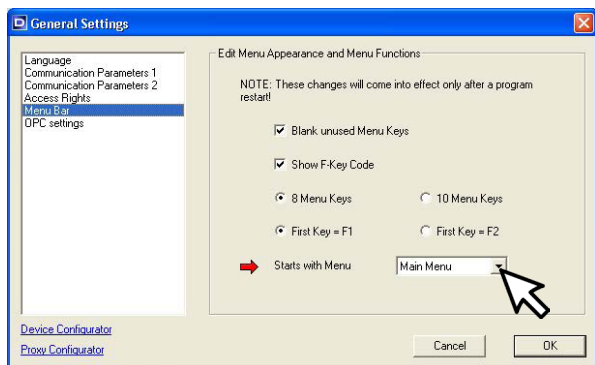 General Settings
Language
Communication Parameters 1
Communication Parameters 2
Access Rights
Menu Bar
OPC settings
Device Configurator
Proxy Configurator
Edit Menu Appearance and Menu Functions
NOTE: These changes will come into effect only after a program
restart!
Blank unused Menu Keys
Show F-Key Code
8 Menu Keys
10 Menu Keys
First Key = F1
First Key = F2
Starts with Menu
Main Menu
Cancel
OK